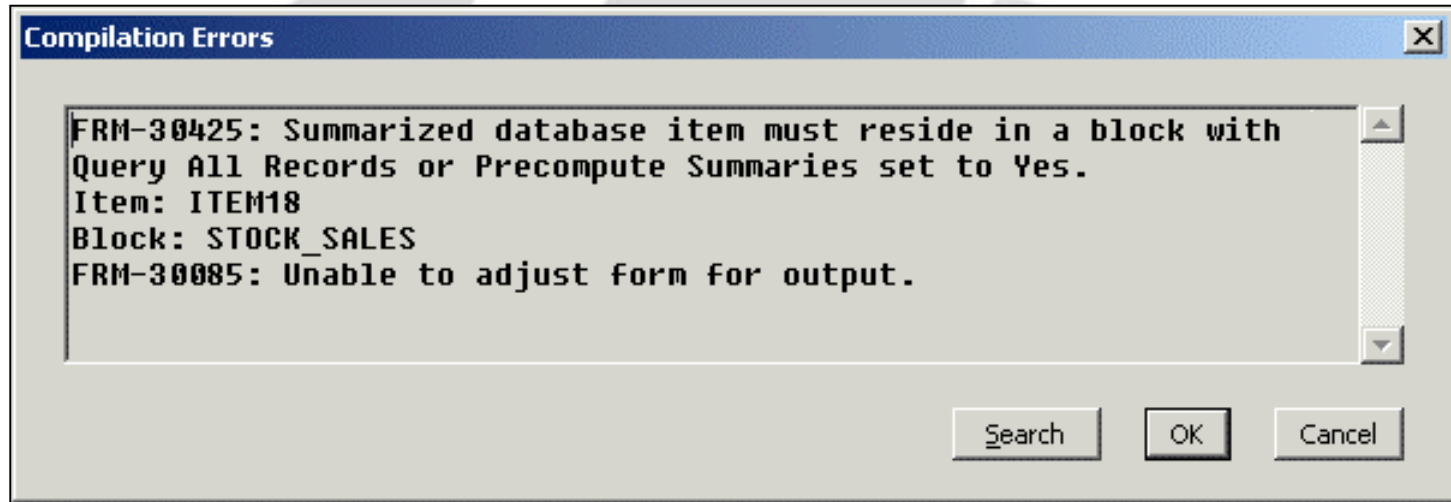 Compilation Errors
FRM-30425: Summarized database item must reside in a block with
Query All Records or Precompute Summaries set to Yes.
Item: ITEM18
Block: STOCK_SALES
FRM-30085: Unable to adjust form for output.
Search OK Cancel